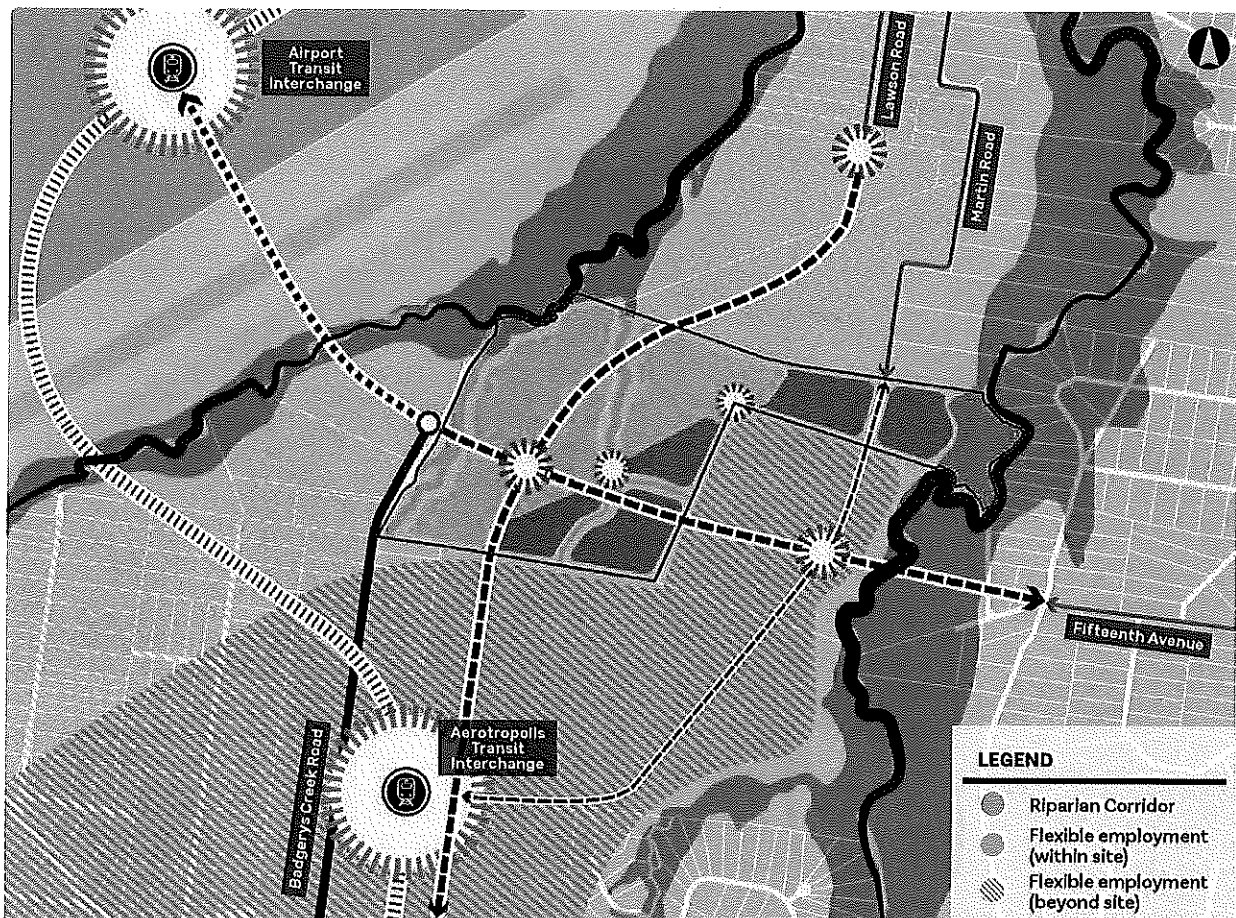 Airport
Transit
Interchange
Lawson Road
Martin Road
Fifteenth Avenue
Aerotropolis
Transit
Interchange
Badgerys Creek Road
LEGEND
Riparian Corridor
Flexible employment
(within site)
Flexible employment
(beyond site)